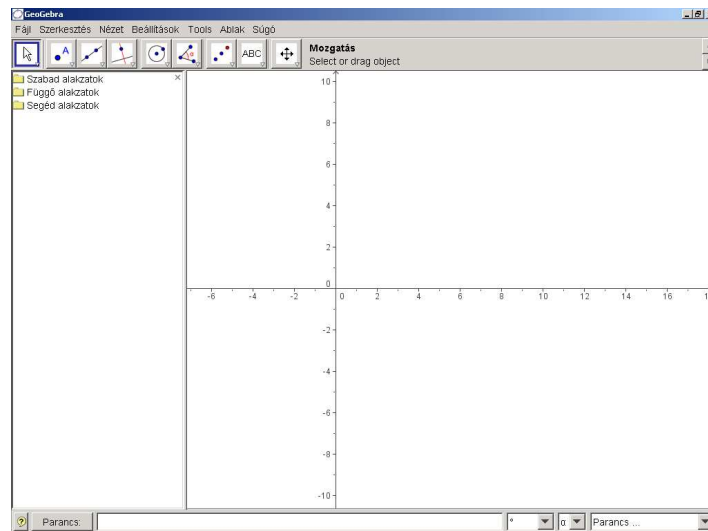 GeoGebra
Fájl Szerkesztés Nézet Beállítások Tools Ablak Súgó
A
α
ABC
Mozgatás
Select or drag object
Szabad alakzatok
Függő alakzatok
Segéd alakzatok
10
8
6
4
2
0
-6 -4 -2 0 2 4 6 8 10 12 14 16
-2
-4
-6
-8
-10
Parancs:
°
α
Parancs ...